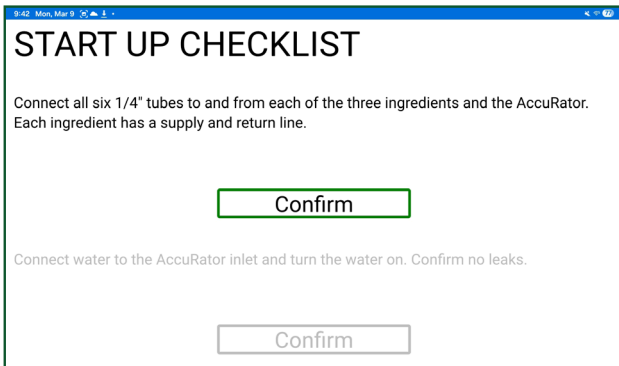 9:42 Mon, Mar 9
77
START UP CHECKLIST
Connect all six 1/4" tubes to and from each of the three ingredients and the AccuRator.
Each ingredient has a supply and return line.
Confirm
Connect water to the AccuRator inlet and turn the water on. Confirm no leaks.
Confirm